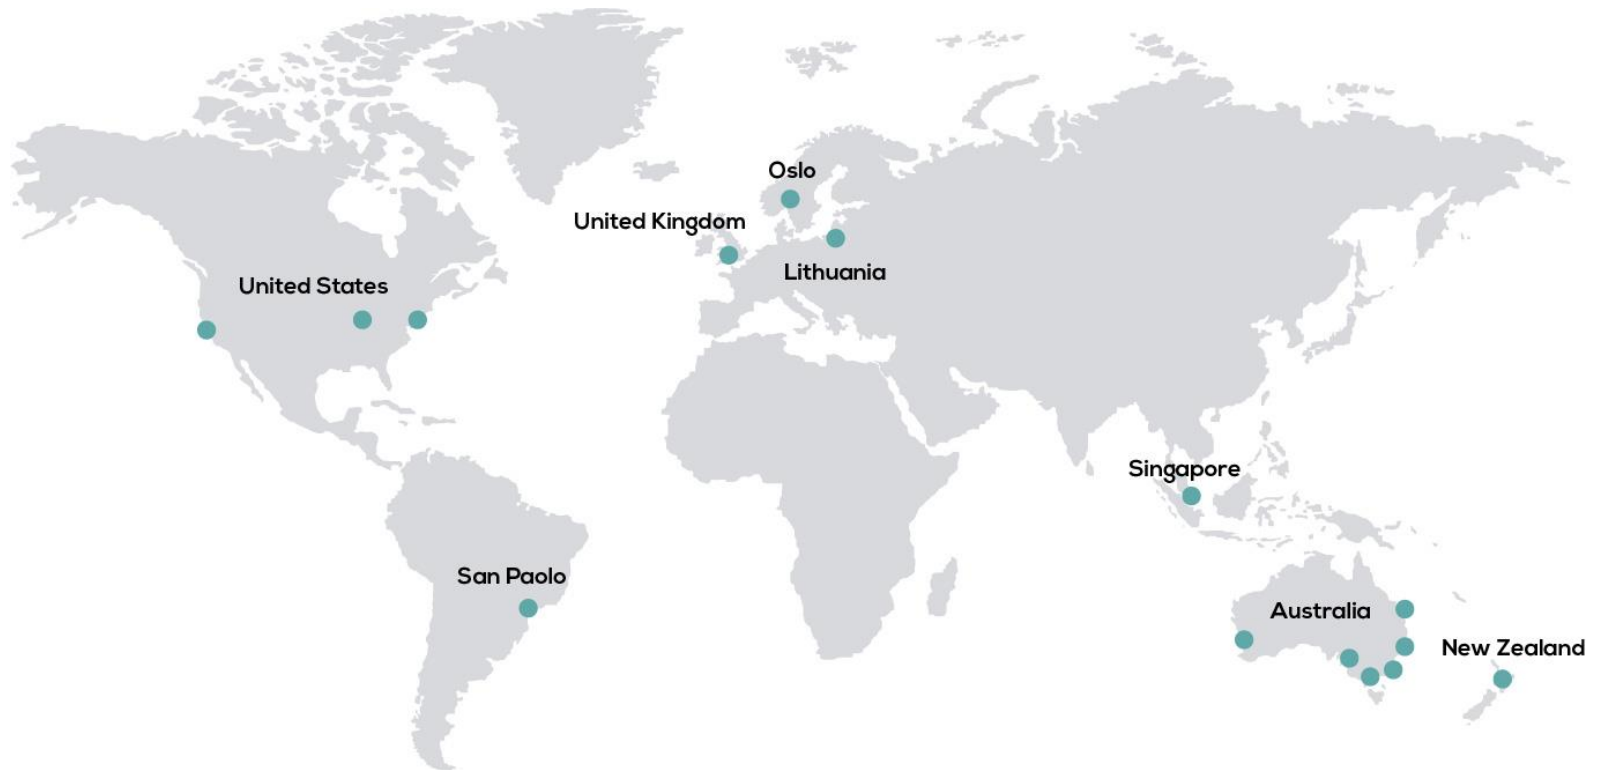 Oslo
United Kingdom
Lithuania
United States
Singapore
San Paolo
Australia
New Zealand